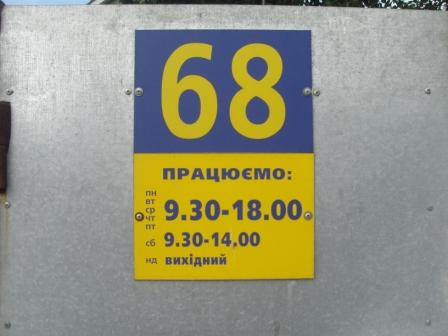 68
ПРАЦЮЄМО:
пн
вт
ср 9.30-18.00
чт
пт
сб 9.30-14.00
нд вихідний